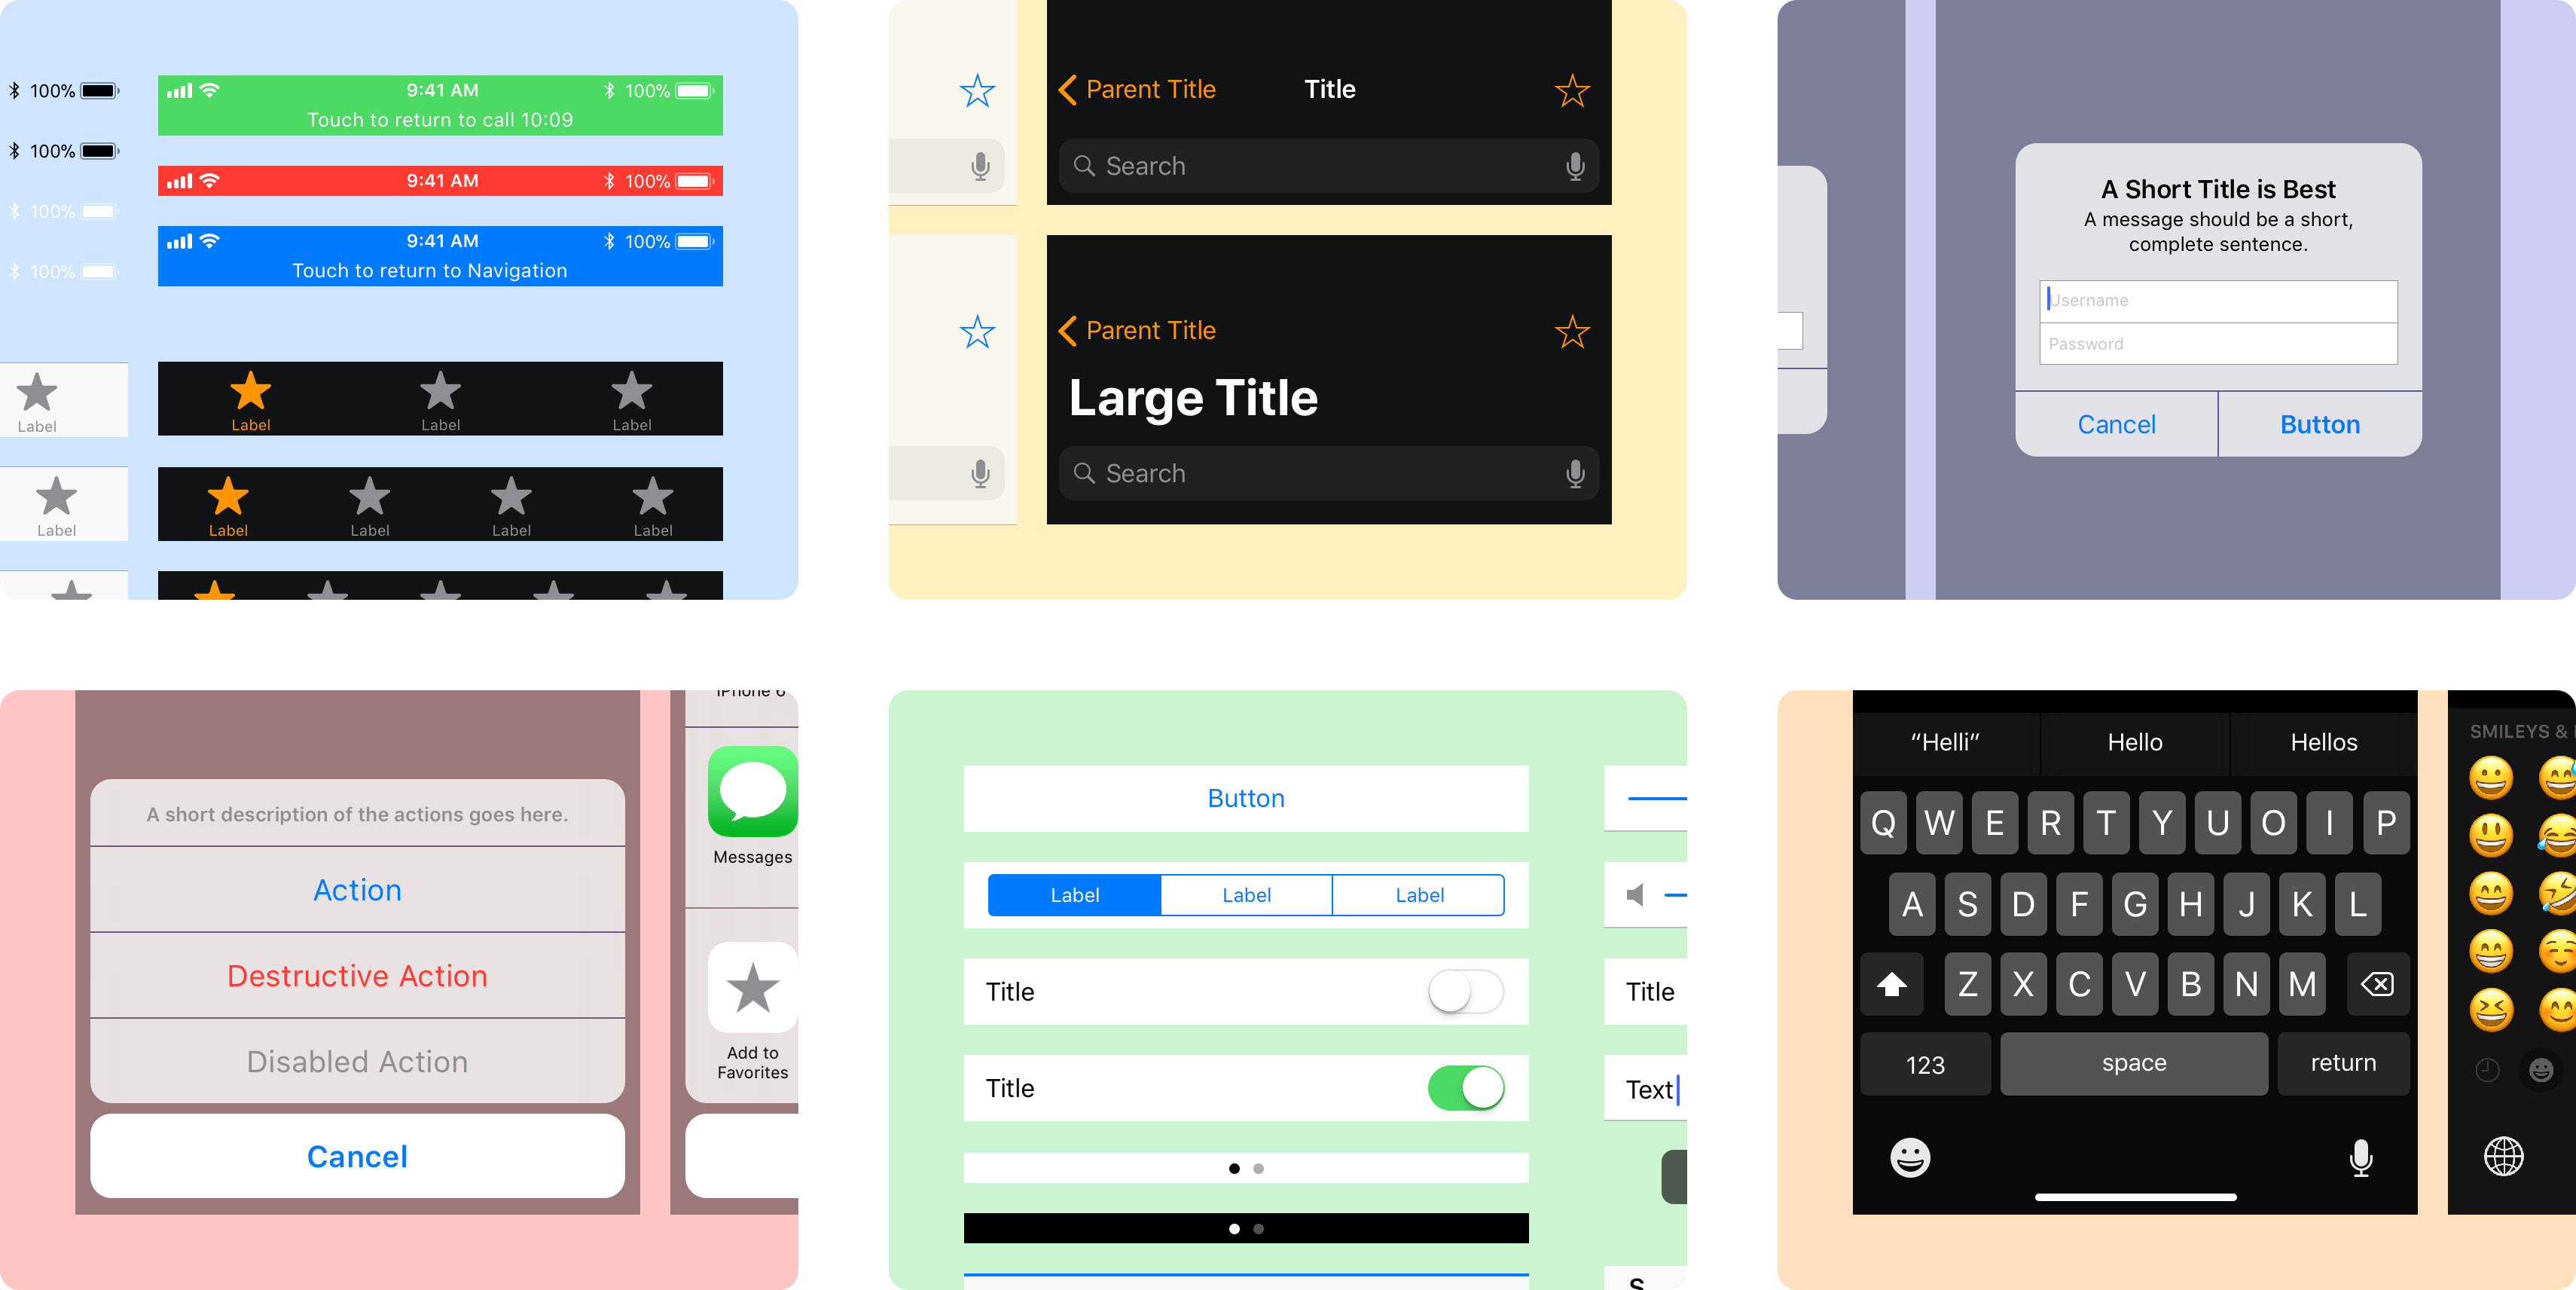 100%
9:41 AM
100%
Touch to return to call 10:09
100%
9:41 AM
100%
100%
9:41 AM
100%
Touch to return to Navigation
100%
Label
Label
Label
Label
Label
Label
Label
Label
Label
Parent Title
Title
Search
Parent Title
Large Title
Search
A Short Title is Best
A message should be a short,
complete sentence.
Username
Password
Cancel
Button
A short description of the actions goes here.
Action
Destructive Action
Disabled Action
Cancel
iPhone 6
Messages
Add to
Favorites
Button
Label
Label
Label
Title
Title
Title
Text
S
“Helli”
Hello
Hellos
Q W E R T Y U O I P
A S D F G H J K L
Z X C V B N M
123
space
return
SMILEYS &